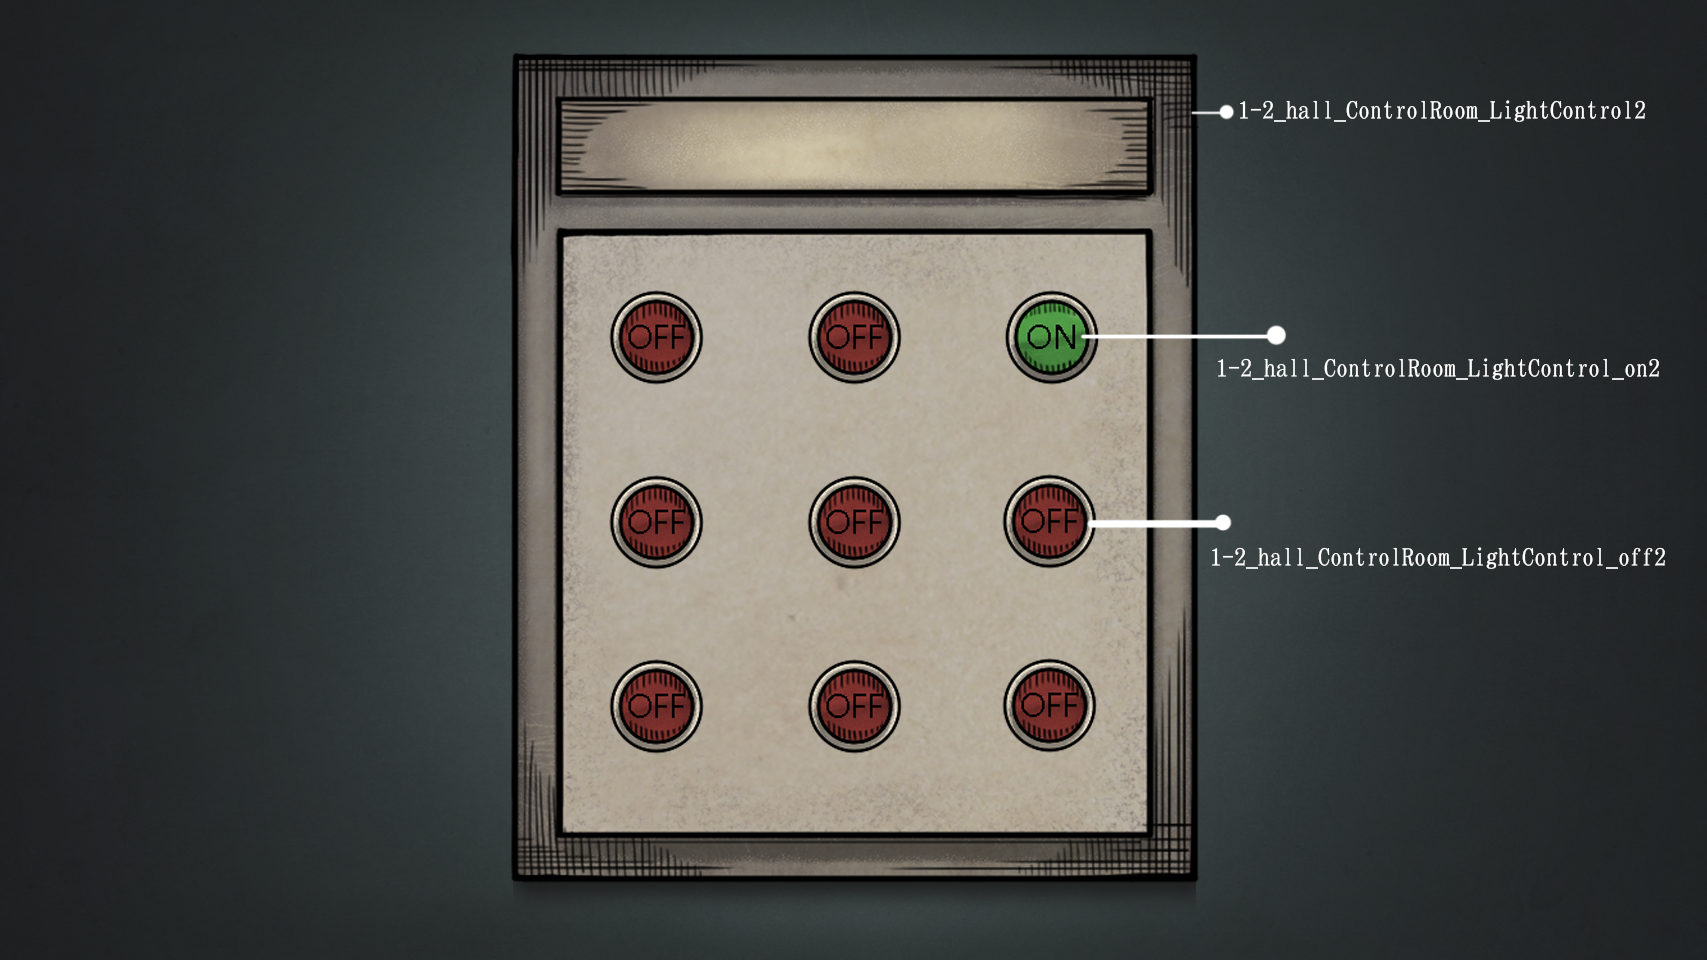 1-2_hall_ControlRoom_LightControl2
OFF OFF ON
1-2_hall_ControlRoom_LightControl_on2
OFF OFF OFF
1-2_hall_ControlRoom_LightControl_off2
OFF OFF OFF